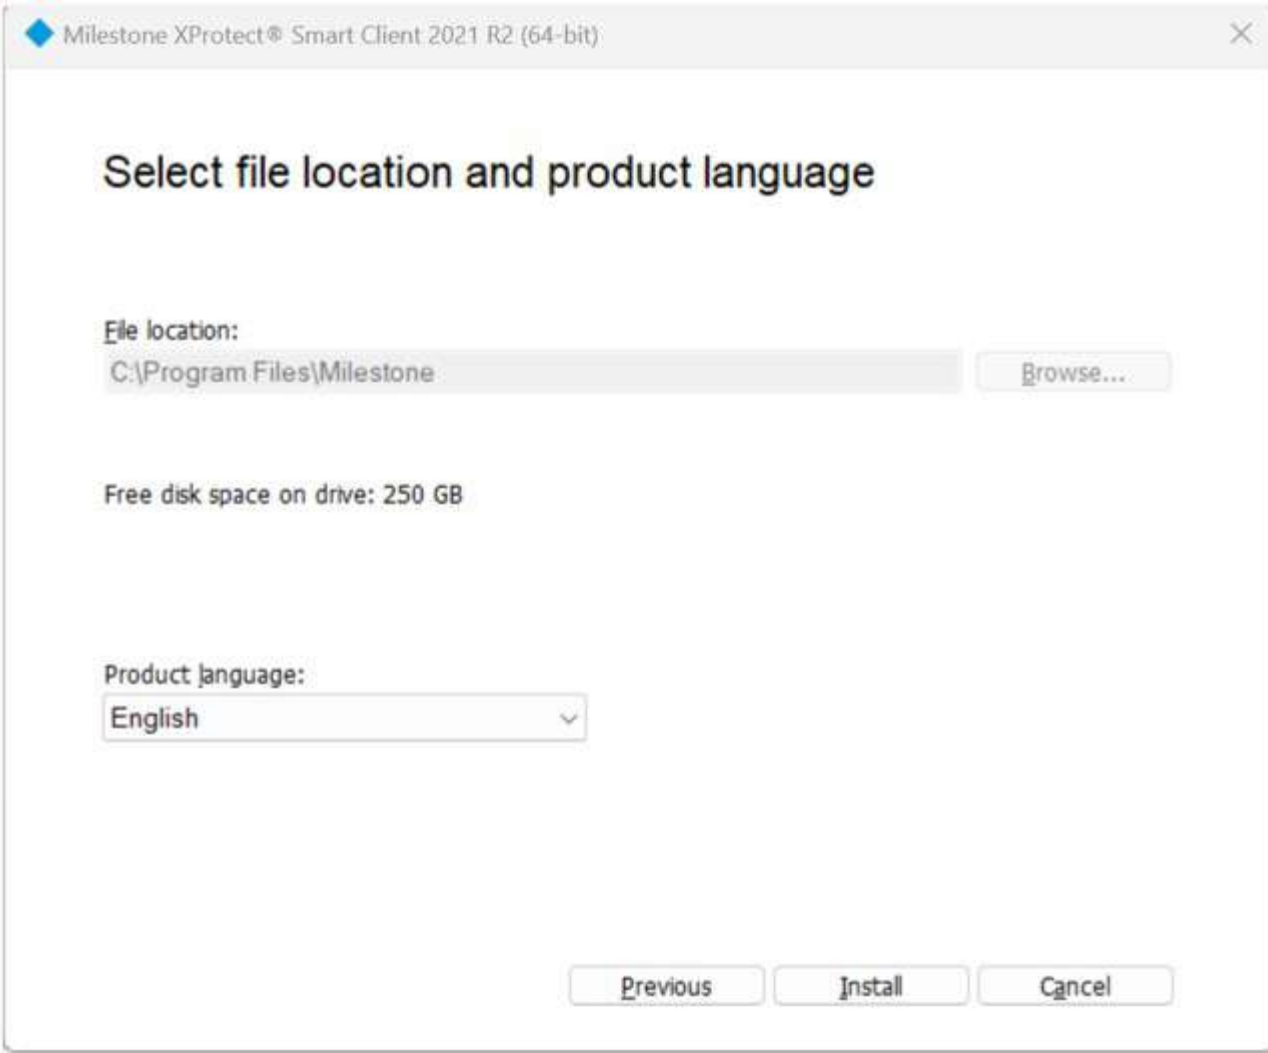 Milestone XProtect® Smart Client 2021 R2 (64-bit)
Select file location and product language
File location:
C:\Program Files\Milestone
Browse...
Free disk space on drive: 250 GB
Product language:
English
Previous
Install
Cancel